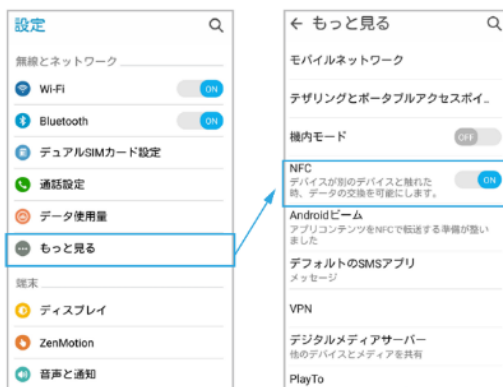 設定
無線とネットワーク
Wi-Fi
ON
Bluetooth
ON
デュアルSIMカード設定
通話設定
データ使用量
もっと見る
端末
ディスプレイ
ZenMotion
音声と通知
← もっと見る
モバイルネットワーク
テザリングとポータブルアクセスポイ..
機内モード
OFF
NFC
デバイスが別のデバイスと触れた
時、データの交換を可能にします。
ON
Androidビーム
アプリコンテンツをNFCで転送する準備が整い
ました
デフォルトのSMSアプリ
メッセージ
VPN
デジタルメディアサーバー
他のデバイスとメディアを共有
PlayTo